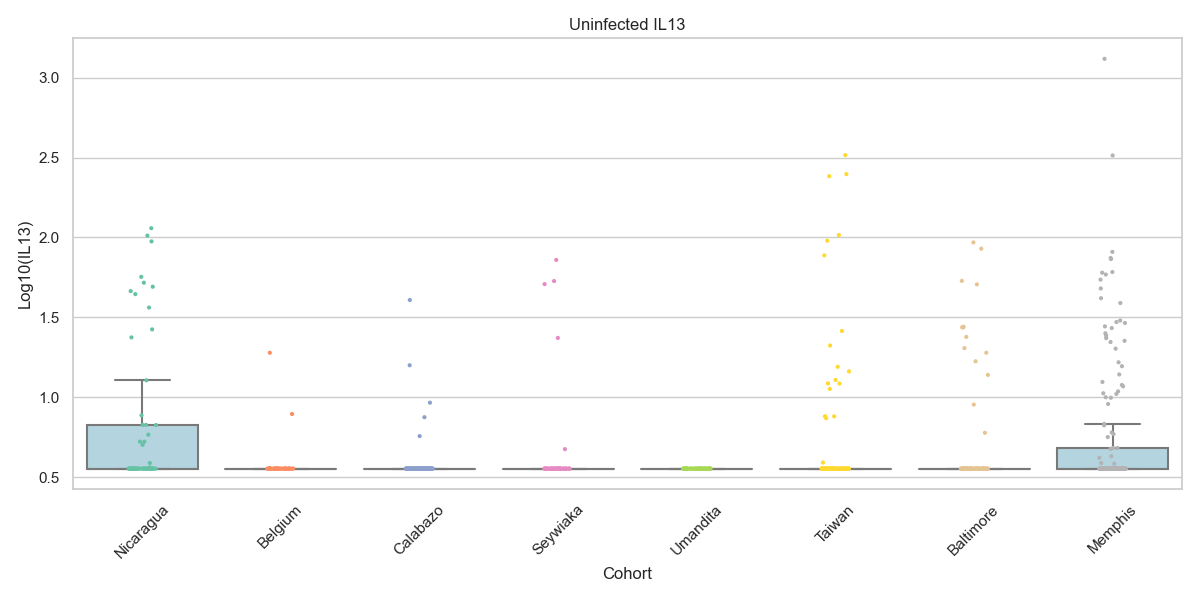 Uninfected IL13
Log10(IL13)
3.0
2.5
2.0
1.5
1.0
0.5
Nicaragua
Belgium
Calabazo
Seywiaka
Umandita
Taiwan
Baltimore
Memphis
Cohort